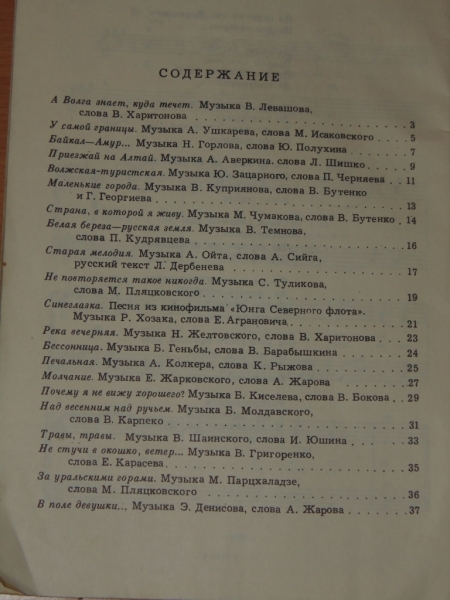 СОДЕРЖАНИЕ
А Волга знает, куда течет. Музыка В. Левашова,
слова В. Харитонова . . . 3
У самой границы. Музыка А. Ушкарева, слова М. Исаковского . 5
Байкал—Амур... Музыка Н. Горлова, слова Ю. Полухина . . . 7
Приезжай на Алтай. Музыка А. Аверкина. слова Л. Шишко . . . 9
Волжская-туристская. Музыка Ю. Зацарного, слова П. Черняева . 11
Маленькие города. Музыка В. Куприянова, слова В. Бутенко
и Г. Георгиева . . . 13
Страна, в которой я живу. Музыка М. Чумакова, слова В. Бутенко . 14
Белая береза—русская земля. Музыка В. Темнова,
слова П. Кудрявцева . . . 16
Старая мелодия. Музыка А. Ойта, слова А. Сийга,
русский текст Л. Дербенева . . . 17
Не повторяется такое никогда. Музыка С. Туликова,
слова М. Пляцковского . . . 19
Синеглазка. Песня из кинофильма «Юнга Северного флота».
Музыка Р. Хозака, слова Е. Аграновича . . . 21
Река вечерняя. Музыка Н. Желтовского, слова В. Харитонова . . 23
Бессонница. Музыка Б. Геньбы, слова В. Барабышкина . . . 24
Печальная. Музыка А. Колкера, слова К. Рыжова . . . 25
Молчание. Музыка Е. Жарковского, слова А. Жарова . . . 27
Почему я не вижу хорошего? Музыка Б. Киселева, слова В. Бокова . 29
Над весенним над ручьем. Музыка Б. Молдавского,
слова В. Карпеко . . . 31
Травы, травы. Музыка В. Шаинского, слова И. Юшина . . 33
Не стучи в окошко, ветер... Музыка В. Григоренко,
слова Е. Карасева . . . 35
За уральскими горами. Музыка М. Парцхаладзе,
слова М. Пляцковского . . . 36
В поле девушки... Музыка Э. Денисова, слова А. Жарова . . . 37